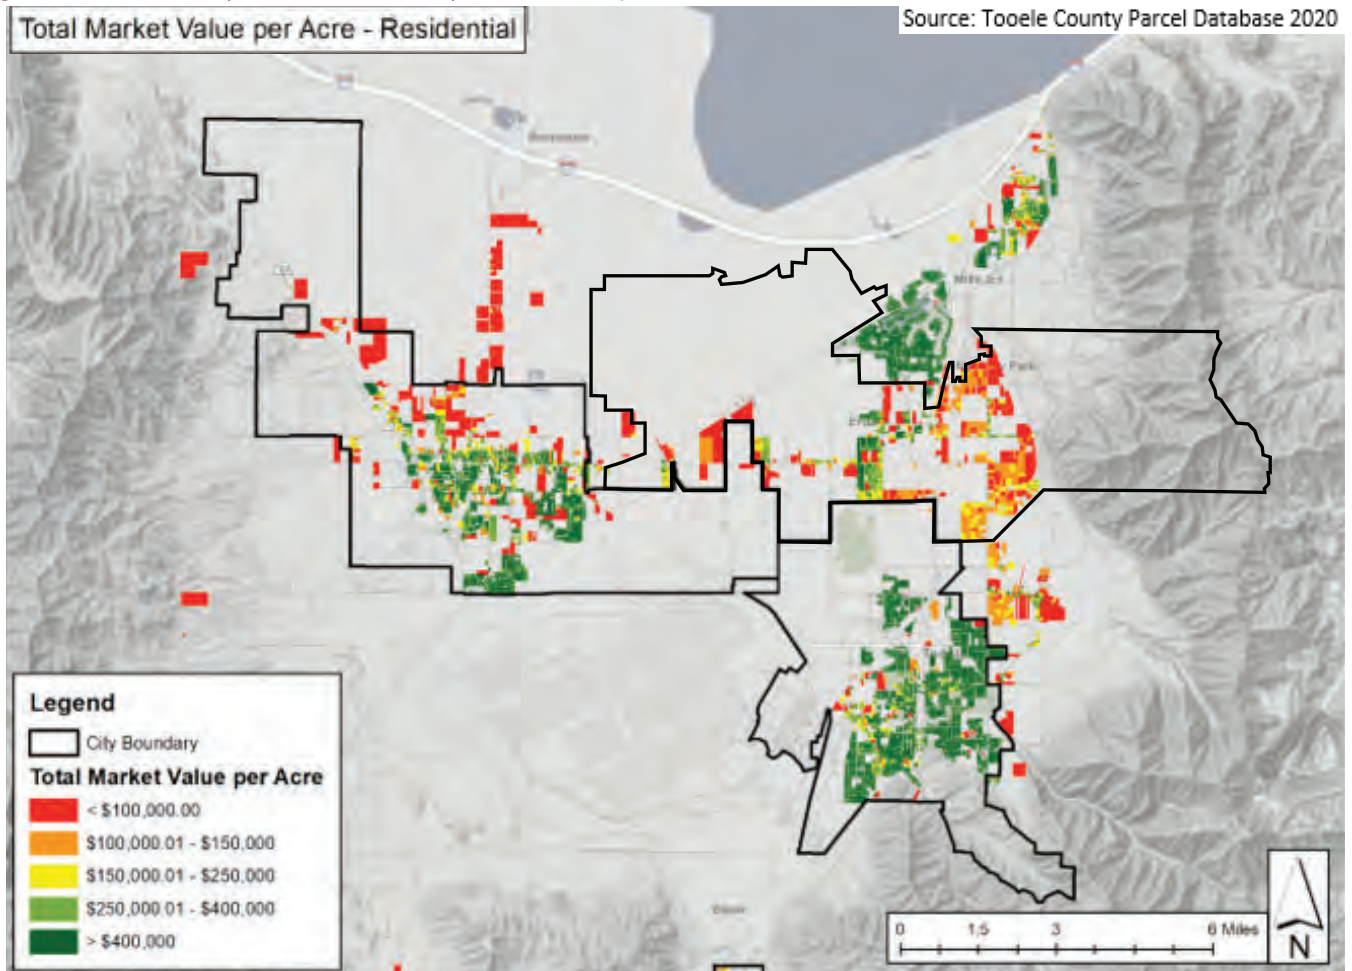 Total Market Value per Acre - Residential
Source: Tooele County Parcel Database 2020
Legend
City Boundary
Total Market Value per Acre
< $100,000.00
$100,000.01 - $150,000
$150,000.01 - $250,000
$250,000.01 - $400,000
> $400,000
0 1.5 3 6 Miles
N